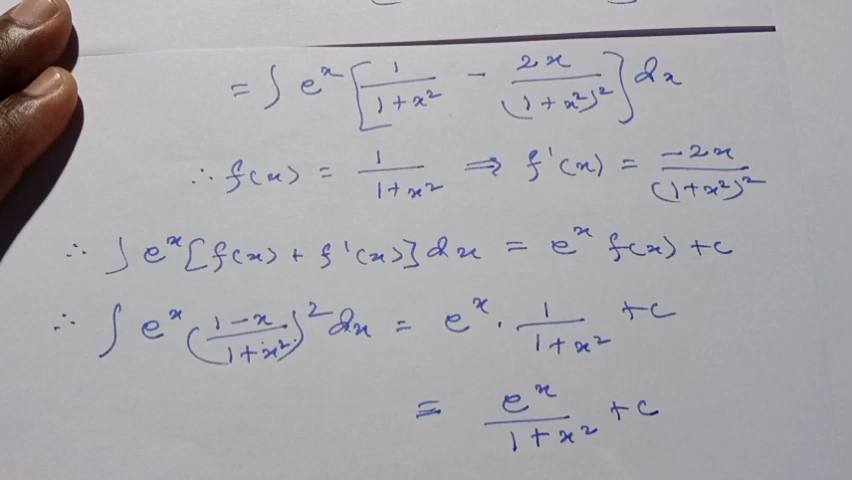 = ∫ e^x [ 1/(1+x²) - 2x/(1+x²)² ] dx
∴ f(x) = 1/(1+x²) ⇒ f'(x) = -2x/(1+x²)²
∴ ∫ e^x [f(x) + f'(x)] dx = e^x f(x) + c
∴ ∫ e^x ((1-x)/(1+x²))² dx = e^x · 1/(1+x²) + c
= e^x/(1+x²) + c